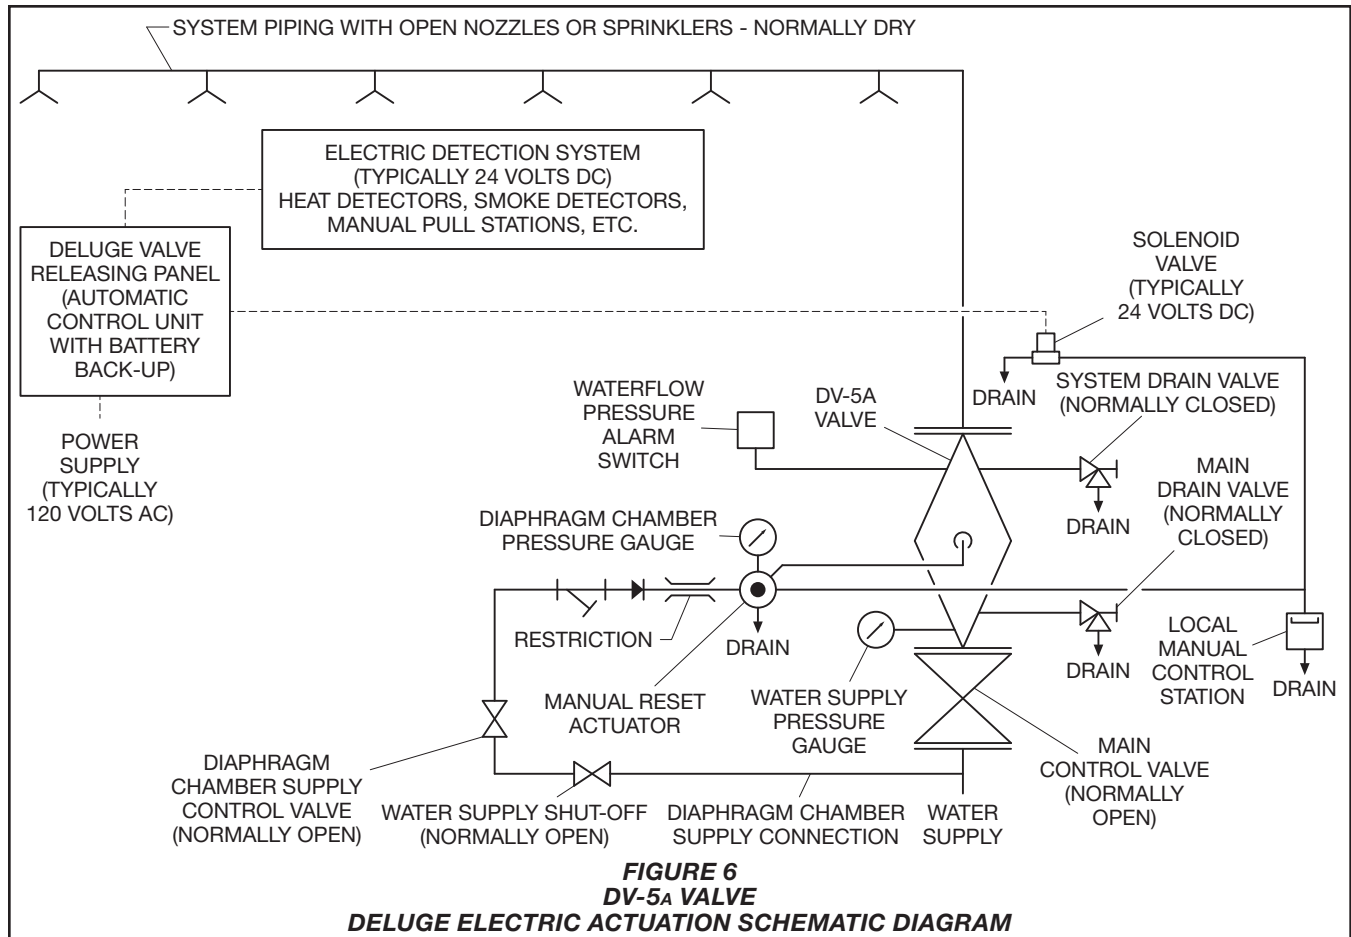 SYSTEM PIPING WITH OPEN NOZZLES OR SPRINKLERS - NORMALLY DRY
ELECTRIC DETECTION SYSTEM
(TYPICALLY 24 VOLTS DC)
HEAT DETECTORS, SMOKE DETECTORS,
MANUAL PULL STATIONS, ETC.
DELUGE VALVE
RELEASING PANEL
(AUTOMATIC
CONTROL UNIT
WITH BATTERY
BACK-UP)
POWER
SUPPLY
(TYPICALLY
120 VOLTS AC)
SOLENOID
VALVE
(TYPICALLY
24 VOLTS DC)
DRAIN
SYSTEM DRAIN VALVE
(NORMALLY CLOSED)
WATERFLOW
PRESSURE
ALARM
SWITCH
DV-5A
VALVE
DRAIN
MAIN
DRAIN VALVE
(NORMALLY
CLOSED)
DIAPHRAGM CHAMBER
PRESSURE GAUGE
RESTRICTION
DRAIN
DRAIN
LOCAL
MANUAL
CONTROL
STATION
DRAIN
MANUAL RESET
ACTUATOR
WATER SUPPLY
PRESSURE
GAUGE
MAIN
CONTROL VALVE
(NORMALLY
OPEN)
DIAPHRAGM
CHAMBER SUPPLY
CONTROL VALVE
(NORMALLY OPEN)
WATER SUPPLY SHUT-OFF
(NORMALLY OPEN)
DIAPHRAGM CHAMBER
SUPPLY CONNECTION
WATER
SUPPLY
FIGURE 6
DV-5A VALVE
DELUGE ELECTRIC ACTUATION SCHEMATIC DIAGRAM